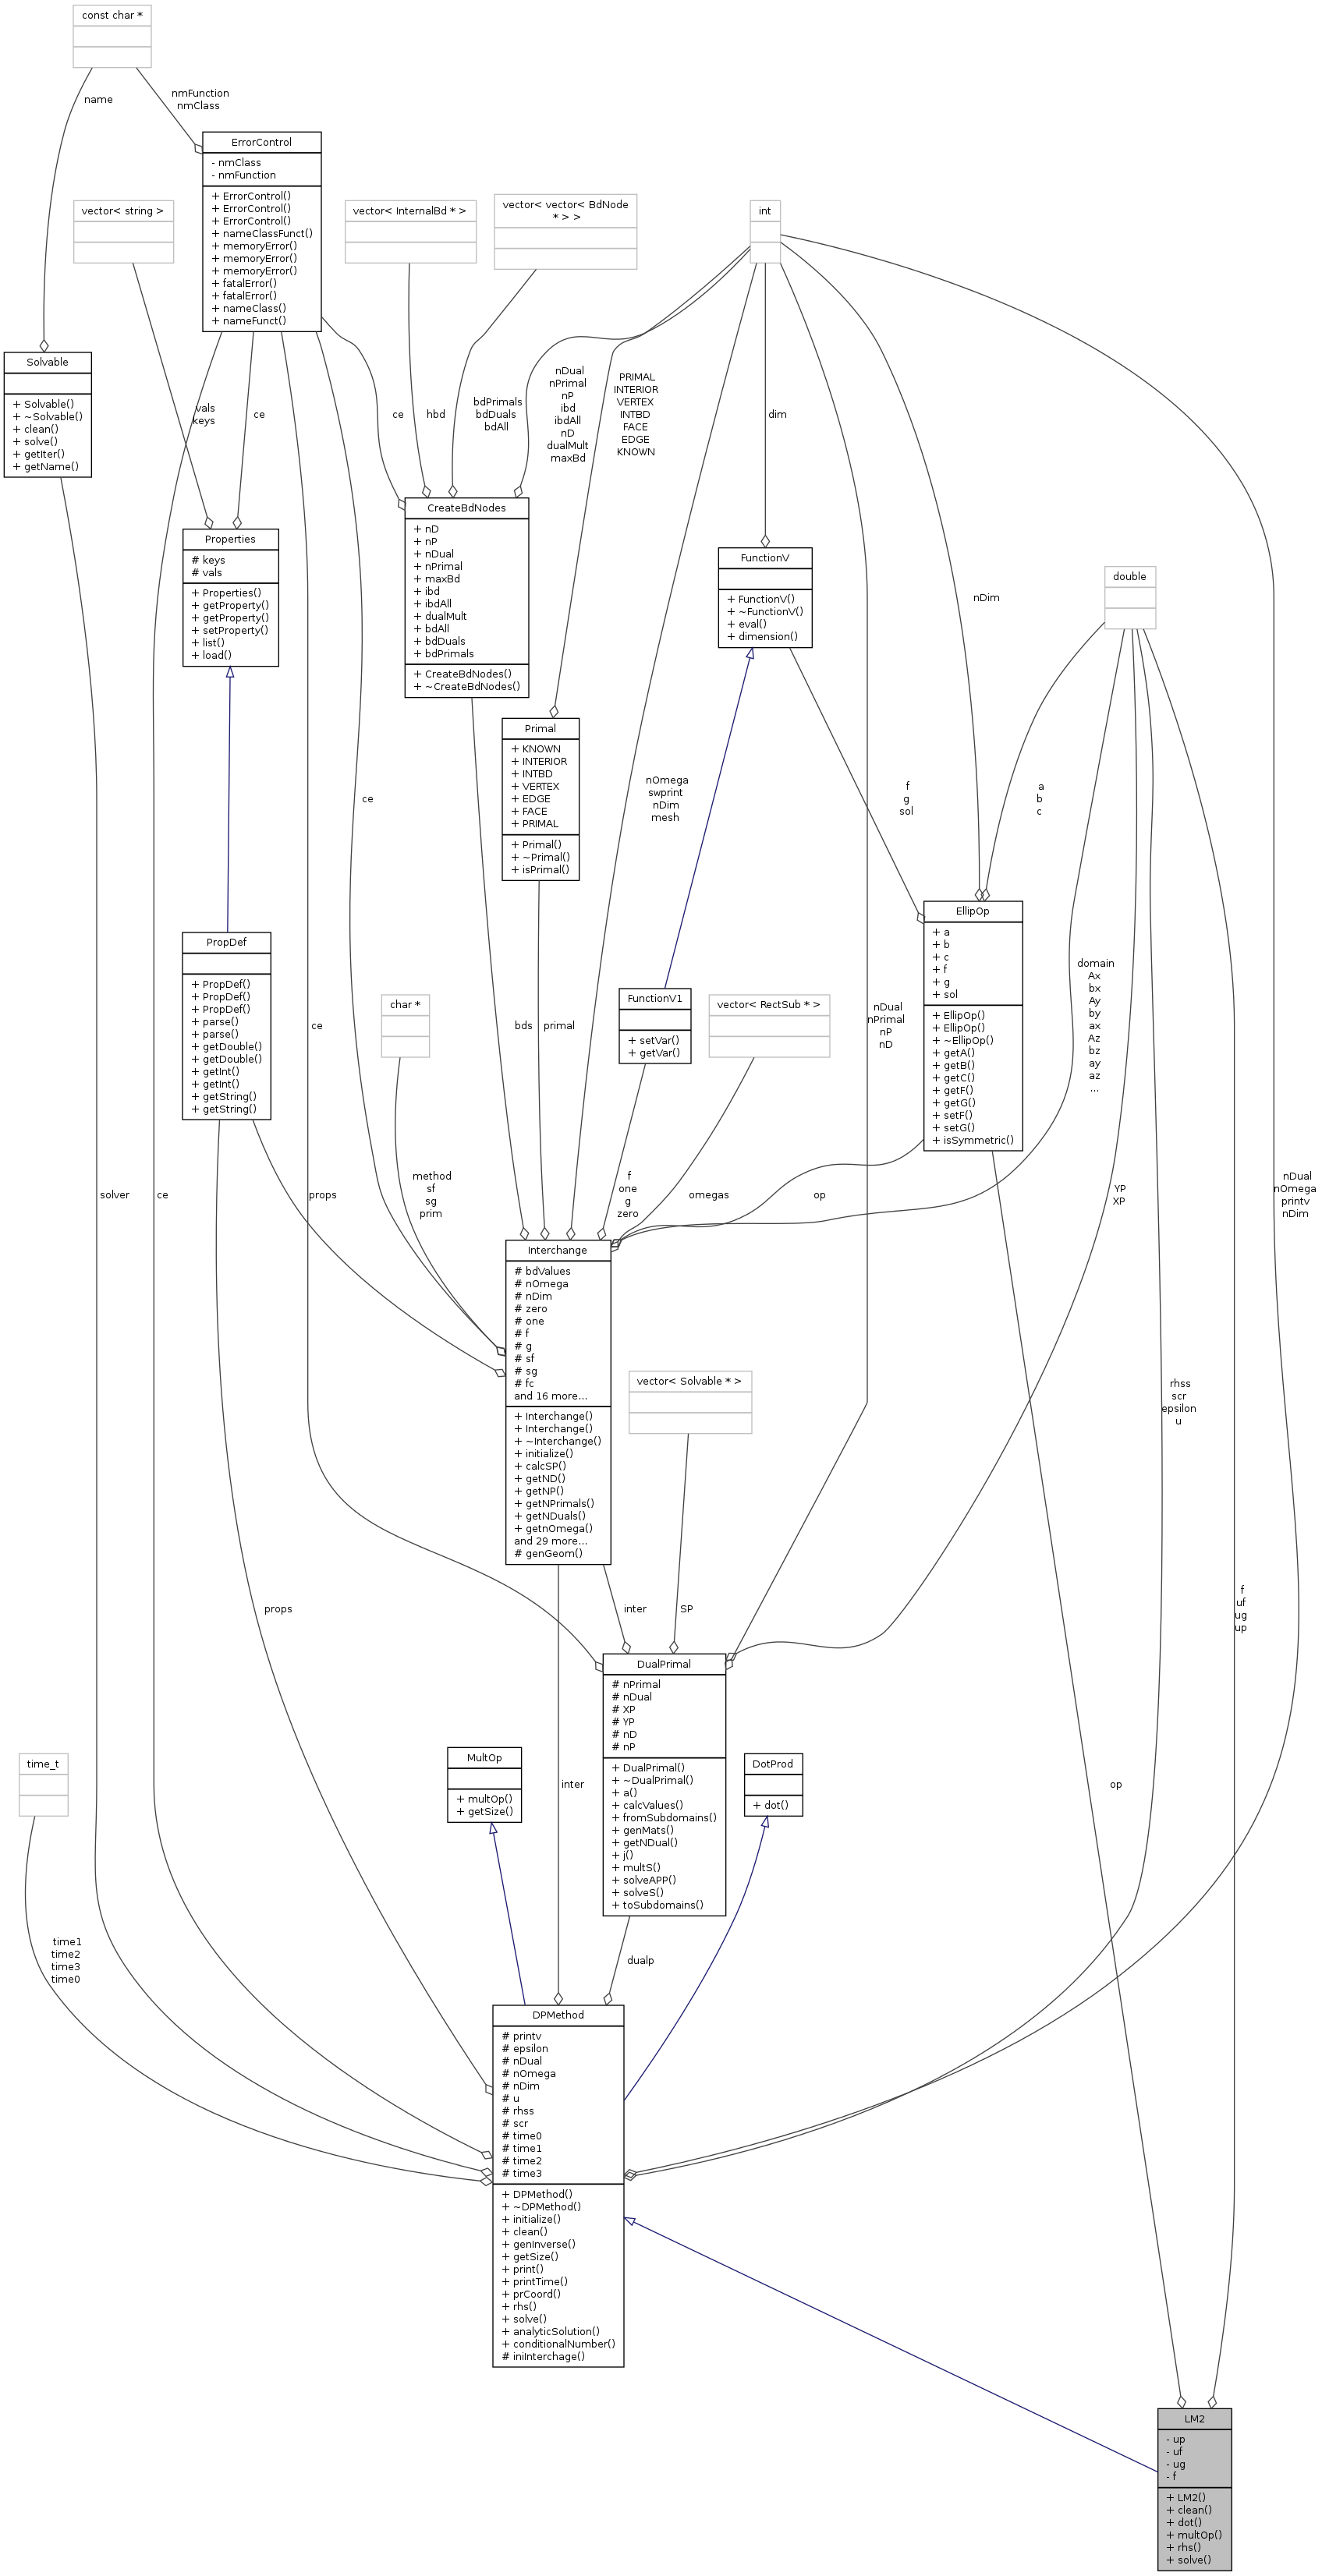 const char *
name
nmFunction
nmClass
ErrorControl
- nmClass
- nmFunction
+ ErrorControl()
+ ErrorControl()
+ ErrorControl()
+ nameClassFunct()
+ memoryError()
+ memoryError()
+ memoryError()
+ fatalError()
+ fatalError()
+ nameClass()
+ nameFunct()
vector< string >
vector< InternalBd * >
vector< vector< BdNode
* > >
int
Solvable
+ Solvable()
+ ~Solvable()
+ clean()
+ solve()
+ getIter()
+ getName()
vals
keys
ce
ce
hbd
bdPrimals
bdDuals
bdAll
nDual
nPrimal
nP
ibd
ibdAll
nD
dualMult
maxBd
PRIMAL
INTERIOR
VERTEX
INTBD
FACE
EDGE
KNOWN
dim
Properties
# keys
# vals
+ Properties()
+ getProperty()
+ getProperty()
+ setProperty()
+ list()
+ load()
CreateBdNodes
+ nD
+ nP
+ nDual
+ nPrimal
+ maxBd
+ ibd
+ ibdAll
+ dualMult
+ bdAll
+ bdDuals
+ bdPrimals
+ CreateBdNodes()
+ ~CreateBdNodes()
FunctionV
+ FunctionV()
+ ~FunctionV()
+ eval()
+ dimension()
nDim
double
Primal
+ KNOWN
+ INTERIOR
+ INTBD
+ VERTEX
+ EDGE
+ FACE
+ PRIMAL
+ Primal()
+ ~Primal()
+ isPrimal()
ce
nOmega
swprint
nDim
mesh
f
g
sol
a
b
c
EllipOp
+ a
+ b
+ c
+ f
+ g
+ sol
+ EllipOp()
+ EllipOp()
+ ~EllipOp()
+ getA()
+ getB()
+ getC()
+ getF()
+ getG()
+ setF()
+ setG()
+ isSymmetric()
PropDef
+ PropDef()
+ PropDef()
+ PropDef()
+ parse()
+ parse()
+ getDouble()
+ getDouble()
+ getInt()
+ getInt()
+ getString()
+ getString()
ce
char *
bds
primal
FunctionV1
+ setVar()
+ getVar()
vector< RectSub * >
nDual
nPrimal
nP
nD
domain
Ax
bx
Ay
by
ax
Az
bz
ay
az
...
solver
ce
props
method
sf
sg
prim
f
one
g
zero
omegas
op
YP
XP
nDual
nOmega
printv
nDim
Interchange
# bdValues
# nOmega
# nDim
# zero
# one
# f
# g
# sf
# sg
# fc
and 16 more...
+ Interchange()
+ Interchange()
+ ~Interchange()
+ initialize()
+ calcSP()
+ getND()
+ getNP()
+ getNPrimals()
+ getNDuals()
+ getnOmega()
and 29 more...
# genGeom()
vector< Solvable * >
rhss
scr
epsilon
u
props
inter
SP
f
uf
ug
up
DualPrimal
# nPrimal
# nDual
# XP
# YP
# nD
# nP
+ DualPrimal()
+ ~DualPrimal()
+ a()
+ calcValues()
+ fromSubdomains()
+ genMats()
+ getNDual()
+ j()
+ multS()
+ solveAPP()
+ solveS()
+ toSubdomains()
time_t
MultOp
+ multOp()
+ getSize()
inter
DotProd
+ dot()
op
time1
time2
time3
time0
dualp
DPMethod
# printv
# epsilon
# nDual
# nOmega
# nDim
# u
# rhss
# scr
# time0
# time1
# time2
# time3
+ DPMethod()
+ ~DPMethod()
+ initialize()
+ clean()
+ genInverse()
+ getSize()
+ print()
+ printTime()
+ prCoord()
+ rhs()
+ solve()
+ analyticSolution()
+ conditionalNumber()
# iniInterchage()
LM2
- up
- uf
- ug
- f
+ LM2()
+ clean()
+ dot()
+ multOp()
+ rhs()
+ solve()